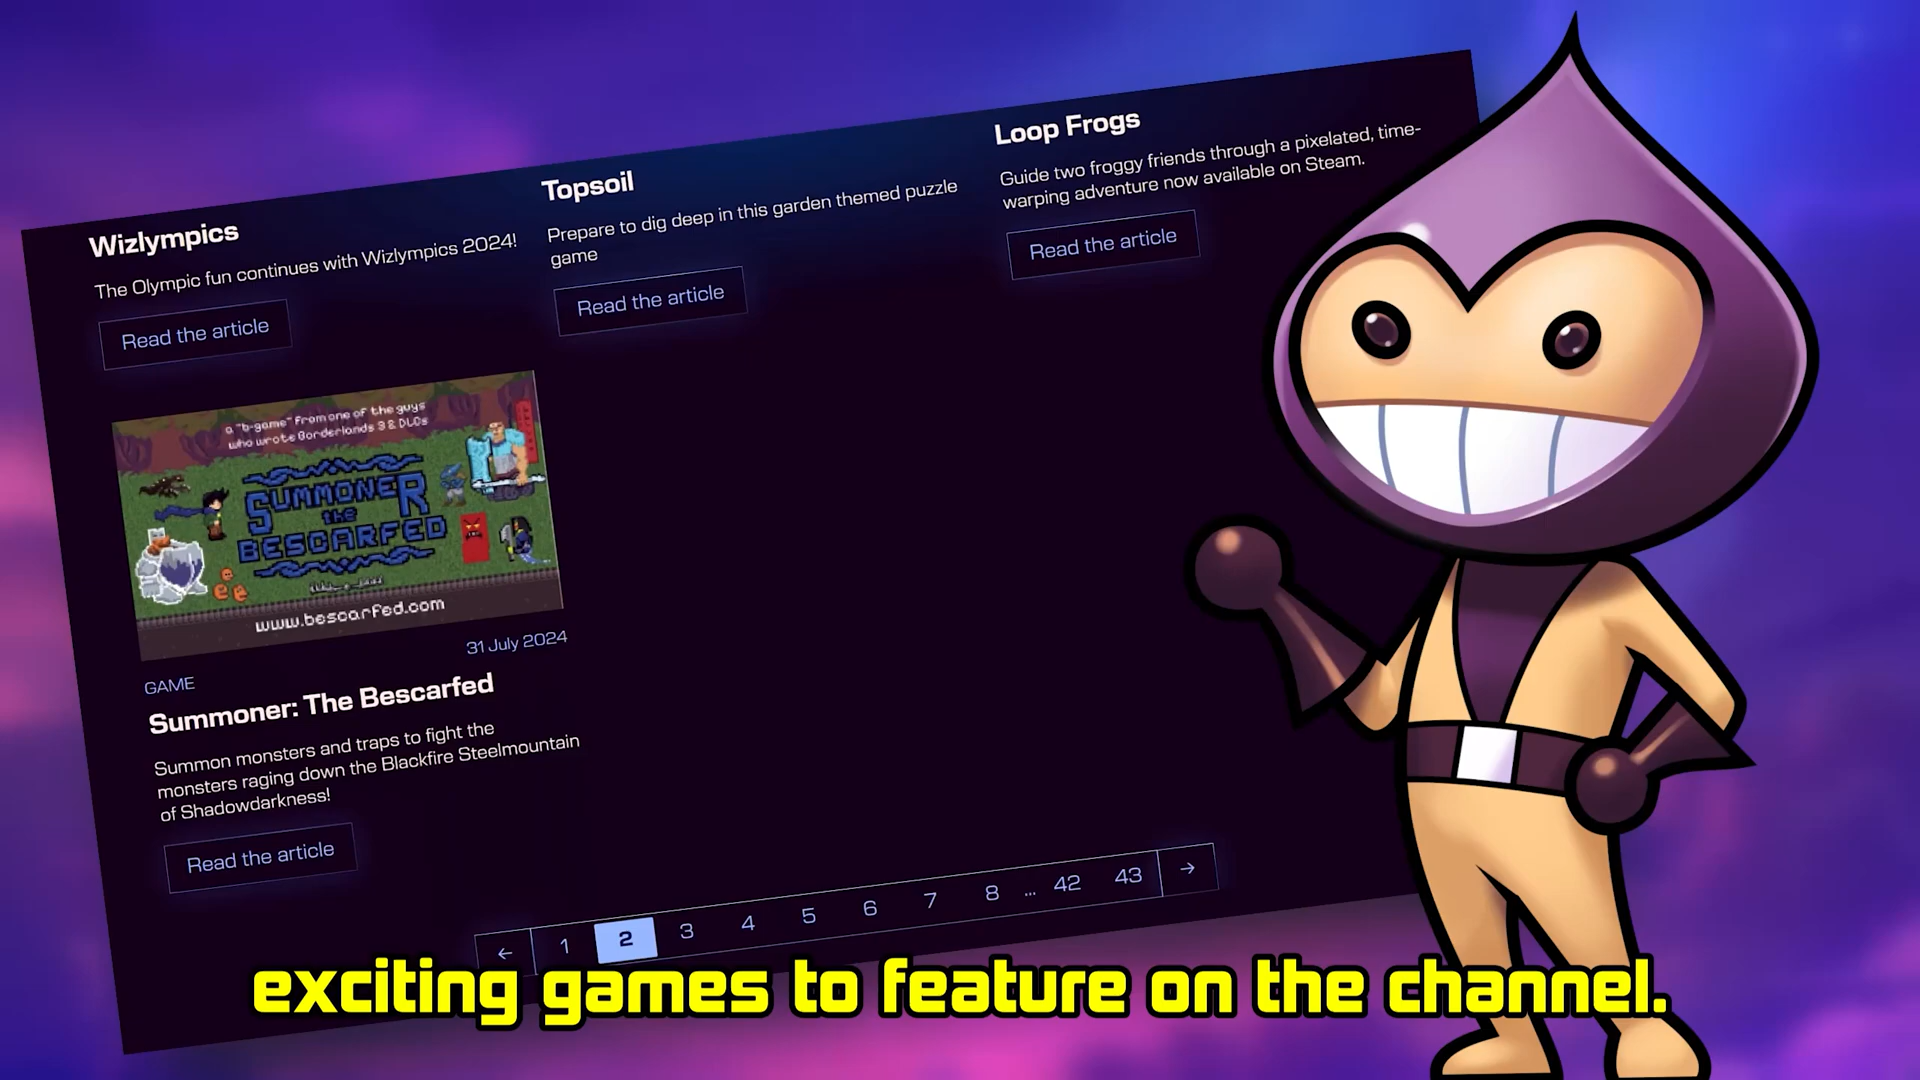 Wizlympics
The Olympic fun continues with Wizlympics 2024!
Read the article
Topsoil
Prepare to dig deep in this garden themed puzzle
game
Read the article
Loop Frogs
Guide two froggy friends through a pixelated, time-
warping adventure now available on Steam.
Read the article
a "b-game" from one of the guys
who wrote Borderlands 3 & DLCs
SUMMONER
the
BESCARFED
www.bescarfed.com
31 July 2024
GAME
Summoner: The Bescarfed
Summon monsters and traps to fight the
monsters raging down the Blackfire Steelmountain
of Shadowdarkness!
Read the article
← 1 2 3 4 5 6 7 8 ... 42 43 →
exciting games to feature on the channel.